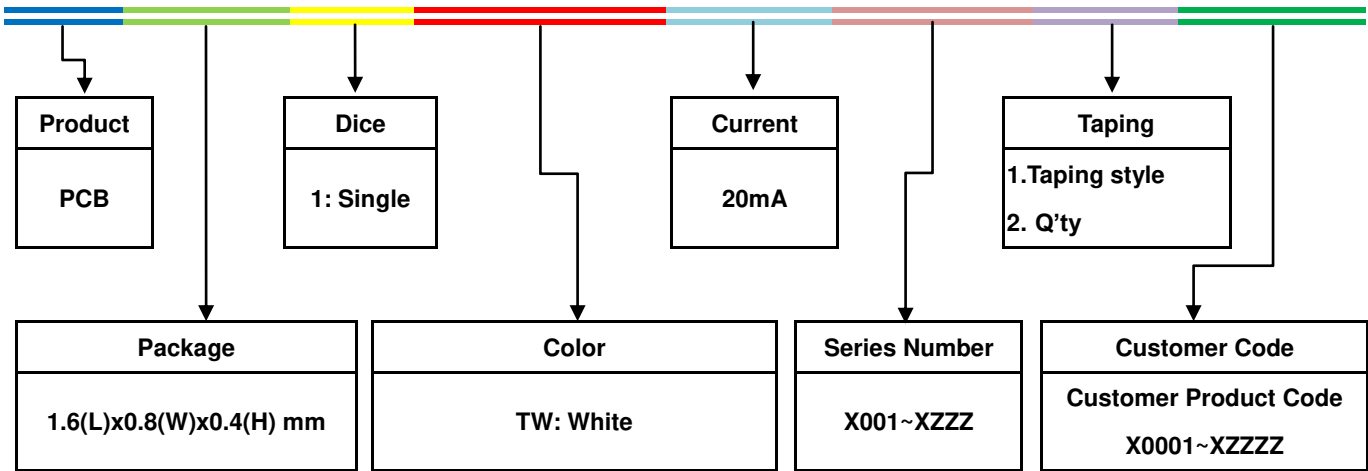 Product
PCB
Dice
1: Single
Current
20mA
Taping
1.Taping style
2. Q’ty
Package
1.6(L)x0.8(W)x0.4(H) mm
Color
TW: White
Series Number
X001~XZZZ
Customer Code
Customer Product Code
X0001~XZZZZ